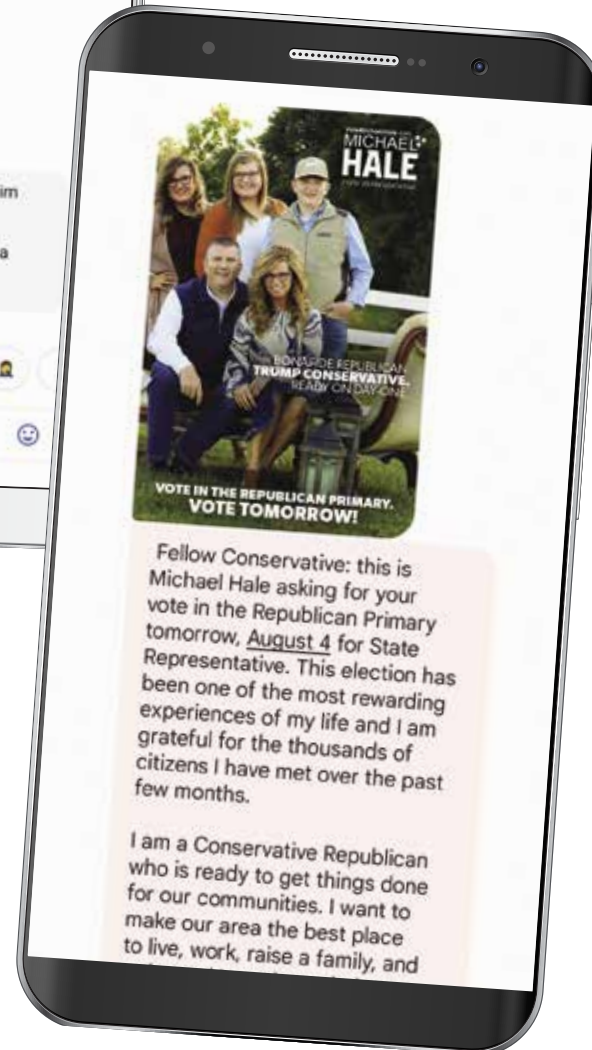 im
a
MICHAEL
HALE
BONAFIDE REPUBLICAN.
TRUMP CONSERVATIVE.
READY ON DAY ONE.
VOTE IN THE REPUBLICAN PRIMARY.
VOTE TOMORROW!
Fellow Conservative: this is
Michael Hale asking for your
vote in the Republican Primary
tomorrow, August 4 for State
Representative. This election has
been one of the most rewarding
experiences of my life and I am
grateful for the thousands of
citizens I have met over the past
few months.
I am a Conservative Republican
who is ready to get things done
for our communities. I want to
make our area the best place
to live, work, raise a family, and